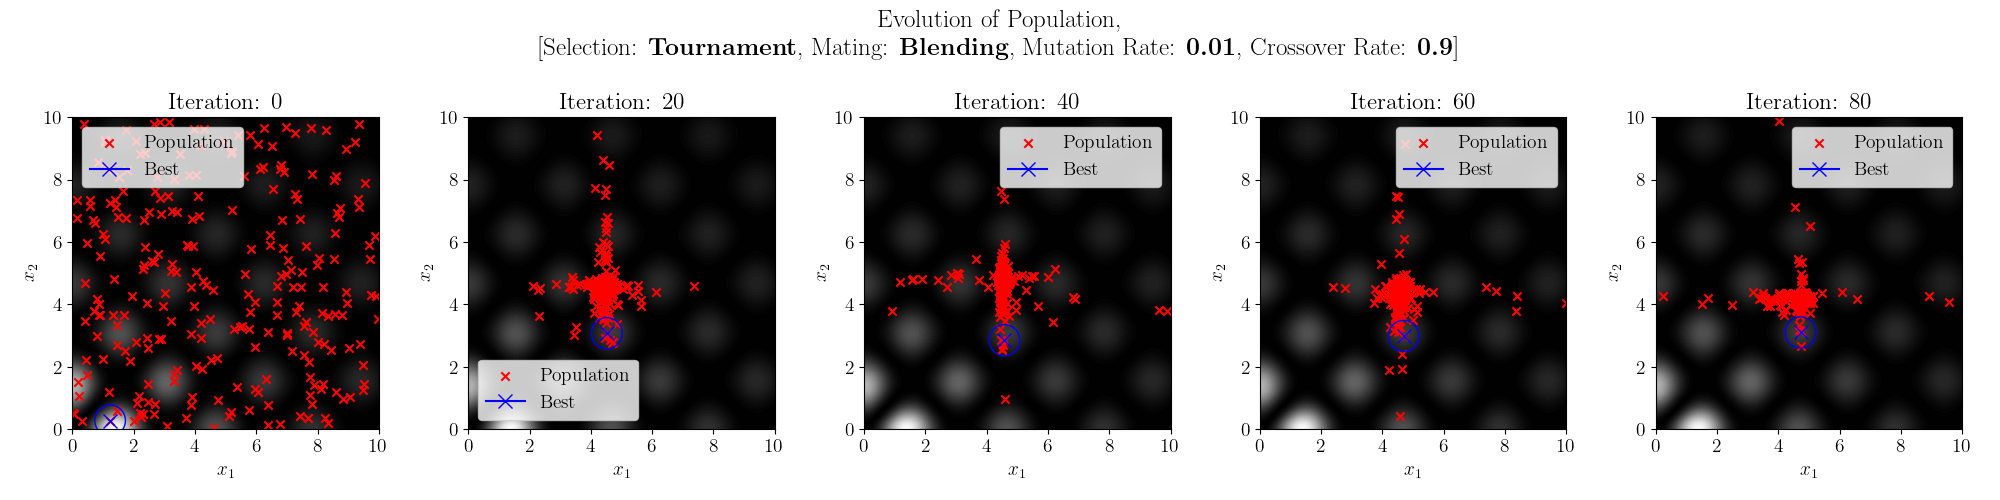 Evolution of Population,
[Selection: Tournament, Mating: Blending, Mutation Rate: 0.01, Crossover Rate: 0.9]
Iteration: 0
10
8
6
4
2
0
x2
Population
Best
0 2 4 6 8 10
x1
Iteration: 20
10
8
6
4
2
0
x2
Population
Best
0 2 4 6 8 10
x1
Iteration: 40
10
8
6
4
2
0
x2
Population
Best
0 2 4 6 8 10
x1
Iteration: 60
10
8
6
4
2
0
x2
Population
Best
0 2 4 6 8 10
x1
Iteration: 80
10
8
6
4
2
0
x2
Population
Best
0 2 4 6 8 10
x1